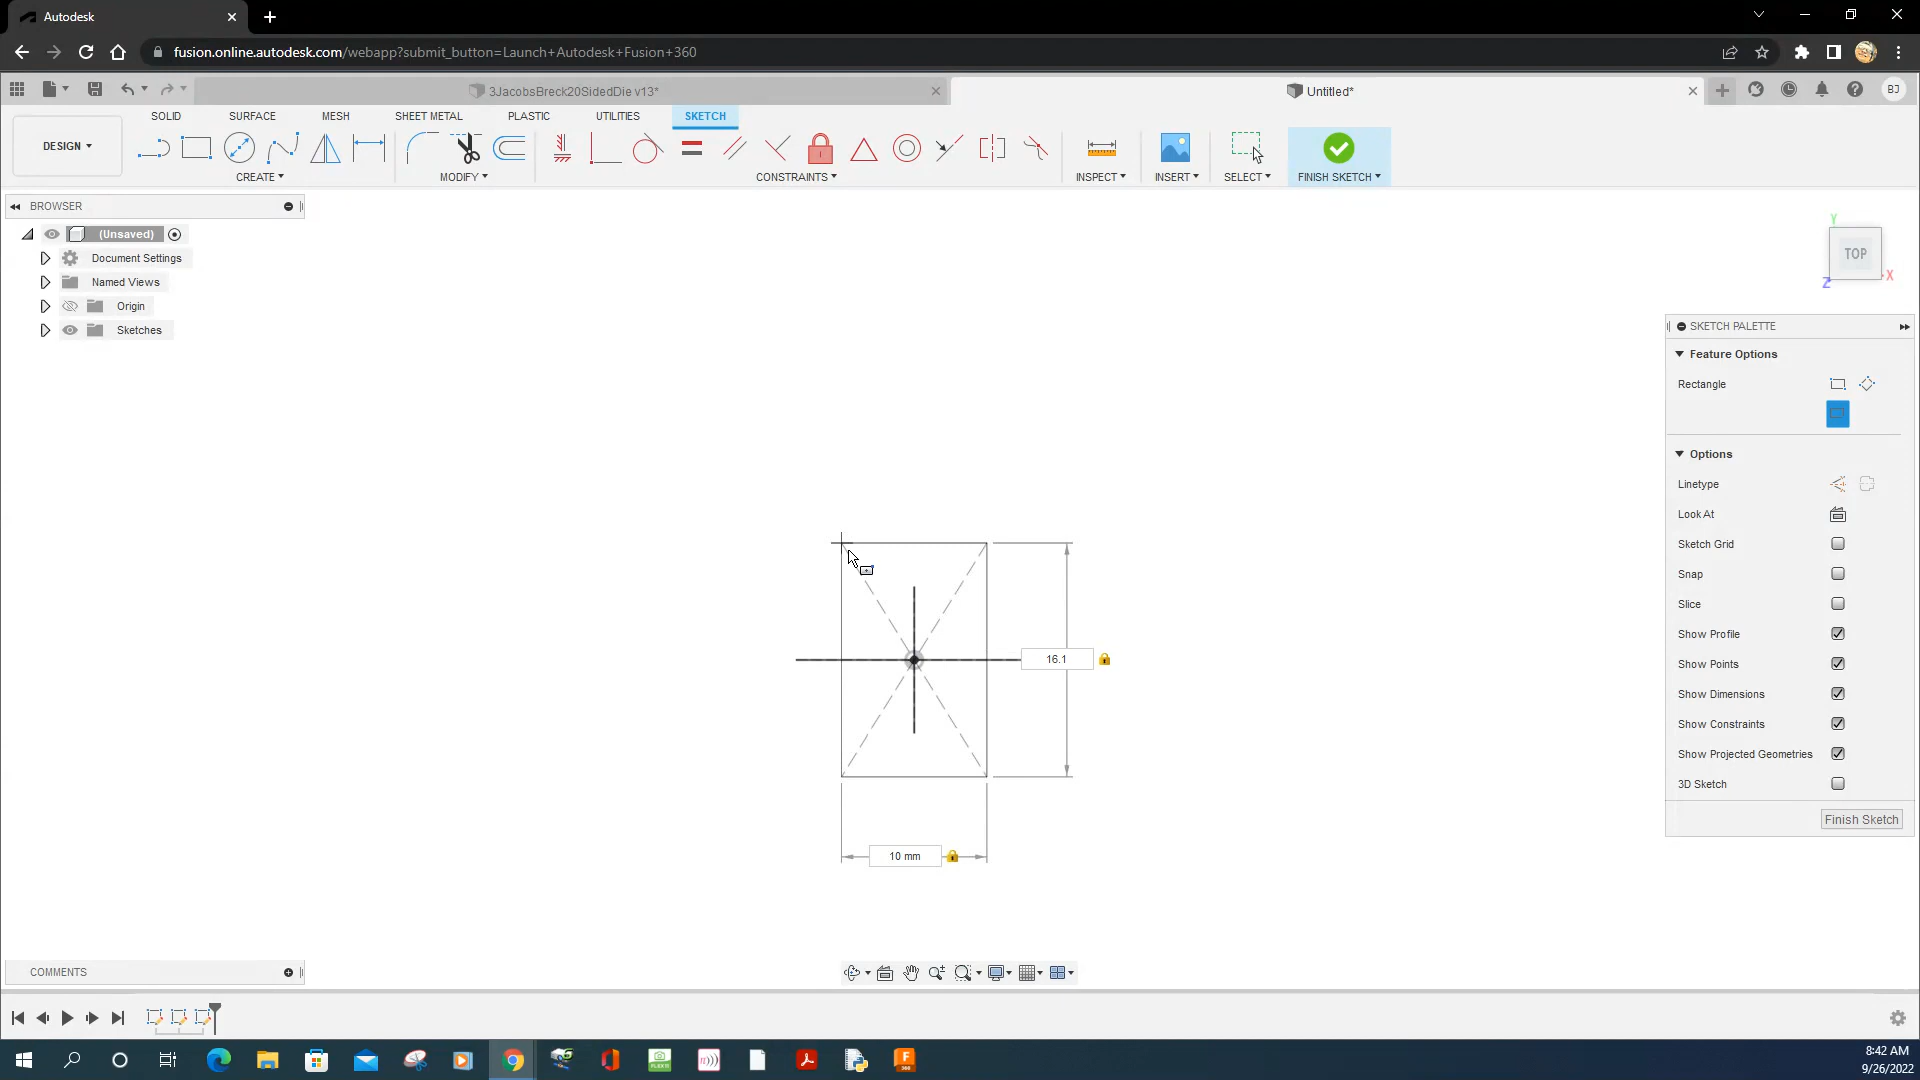 Autodesk
fusion.online.autodesk.com/webapp?submit_button=Launch+Autodesk+Fusion+360
3JacobsBreck20SidedDie v13*
Untitled*
BJ
SOLID
SURFACE
MESH
SHEET METAL
PLASTIC
UTILITIES
SKETCH
DESIGN
CREATE
MODIFY
CONSTRAINTS
INSPECT
INSERT
SELECT
FINISH SKETCH
BROWSER
(Unsaved)
Document Settings
Named Views
Origin
Sketches
Y
TOP
X
Z
SKETCH PALETTE
Feature Options
Rectangle
Options
Linetype
Look At
Sketch Grid
Snap
Slice
Show Profile
Show Points
Show Dimensions
Show Constraints
Show Projected Geometries
3D Sketch
Finish Sketch
16.1
10 mm
COMMENTS
8:42 AM
9/26/2022